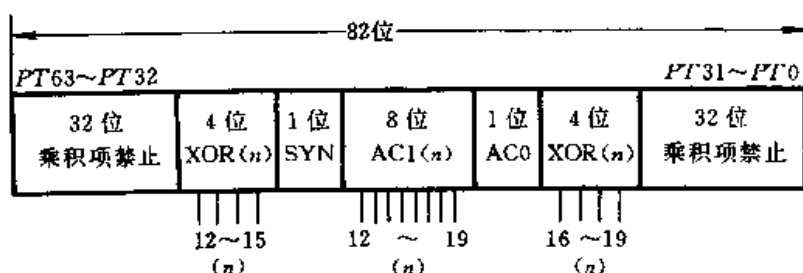 82位
PT63～PT32 PT31～PT0
32位 4位 1位 8位 1位 4位 32位
乘积项禁止 XOR(n) SYN AC1(n) AC0 XOR(n) 乘积项禁止
12～15 12 ～ 19 16～19
(n) (n) (n)